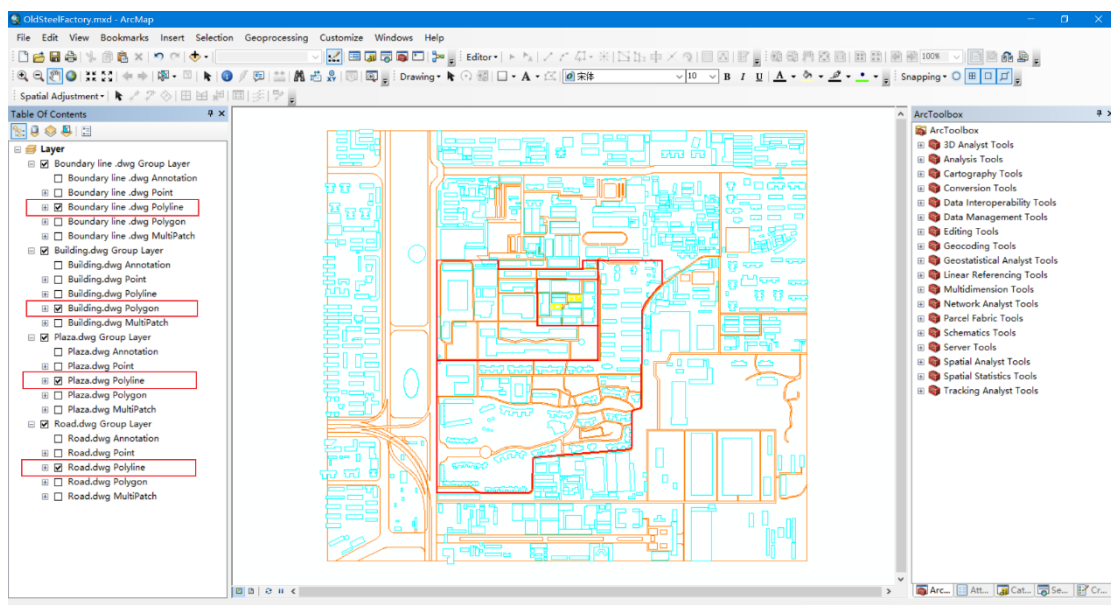 OldSteelFactory.mxd - ArcMap
File Edit View Bookmarks Insert Selection Geoprocessing Customize Windows Help
Editor 100%
Drawing A 宋体 10 B I U A Snapping
Spatial Adjustment
Table Of Contents
Layer
Boundary line .dwg Group Layer
Boundary line .dwg Annotation
Boundary line .dwg Point
Boundary line .dwg Polyline
Boundary line .dwg Polygon
Boundary line .dwg MultiPatch
Building.dwg Group Layer
Building.dwg Annotation
Building.dwg Point
Building.dwg Polyline
Building.dwg Polygon
Building.dwg MultiPatch
Plaza.dwg Group Layer
Plaza.dwg Annotation
Plaza.dwg Point
Plaza.dwg Polyline
Plaza.dwg Polygon
Plaza.dwg MultiPatch
Road.dwg Group Layer
Road.dwg Annotation
Road.dwg Point
Road.dwg Polyline
Road.dwg Polygon
Road.dwg MultiPatch
ArcToolbox
ArcToolbox
3D Analyst Tools
Analysis Tools
Cartography Tools
Conversion Tools
Data Interoperability Tools
Data Management Tools
Editing Tools
Geocoding Tools
Geostatistical Analyst Tools
Linear Referencing Tools
Multidimension Tools
Network Analyst Tools
Parcel Fabric Tools
Schematics Tools
Server Tools
Spatial Analyst Tools
Spatial Statistics Tools
Tracking Analyst Tools
Arc... Att... Cat... Se... Cr...